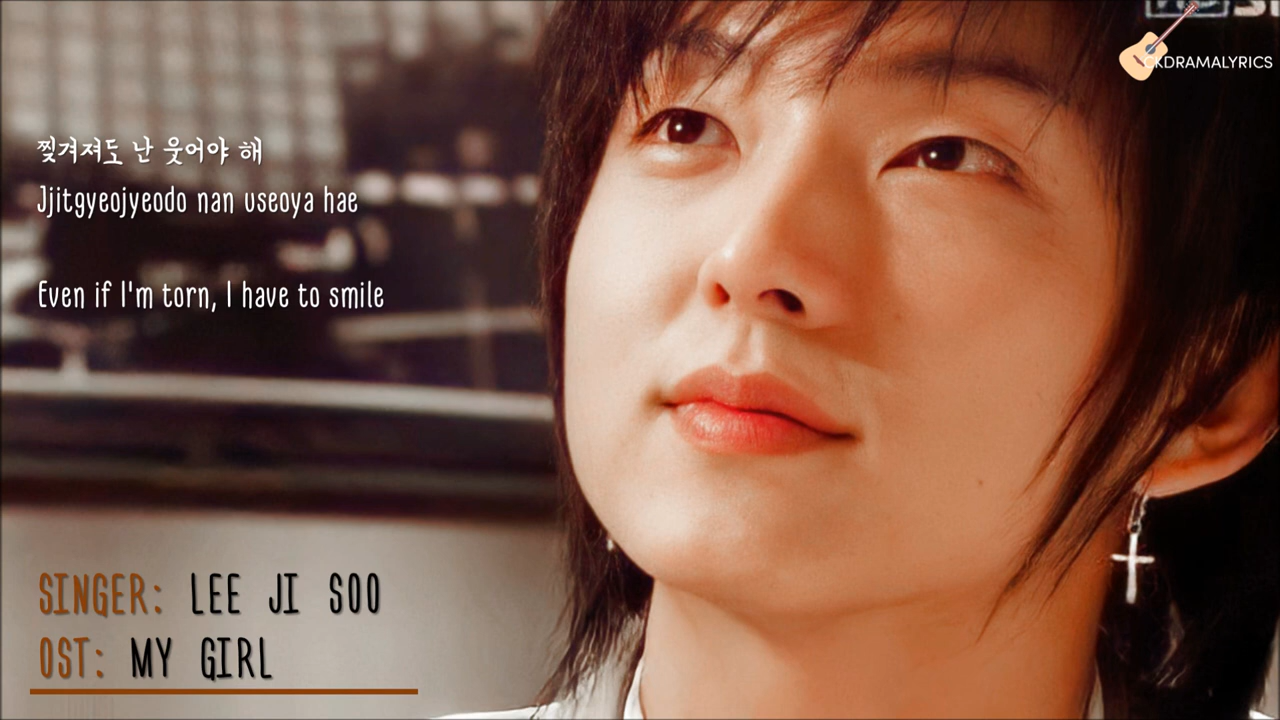 CKDRAMALYRICS
찢겨져도 난 웃어야 해
Jjitgyeojyeodo nan useoya hae
Even if I'm torn, I have to smile
SINGER: LEE JI SOO
OST: MY GIRL